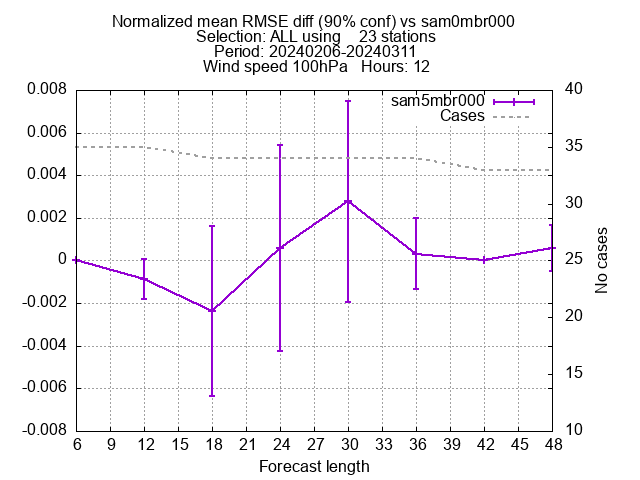 Normalized mean RMSE diff (90% conf) vs sam0mbr000
Selection: ALL using    23 stations
Period: 20240206-20240311
Wind speed 100hPa   Hours: 12
sam5mbr000
Cases
0.008
0.006
0.004
0.002
0
-0.002
-0.004
-0.006
-0.008
40
35
30
25
20
15
10
No cases
6 9 12 15 18 21 24 27 30 33 36 39 42 45 48
Forecast length